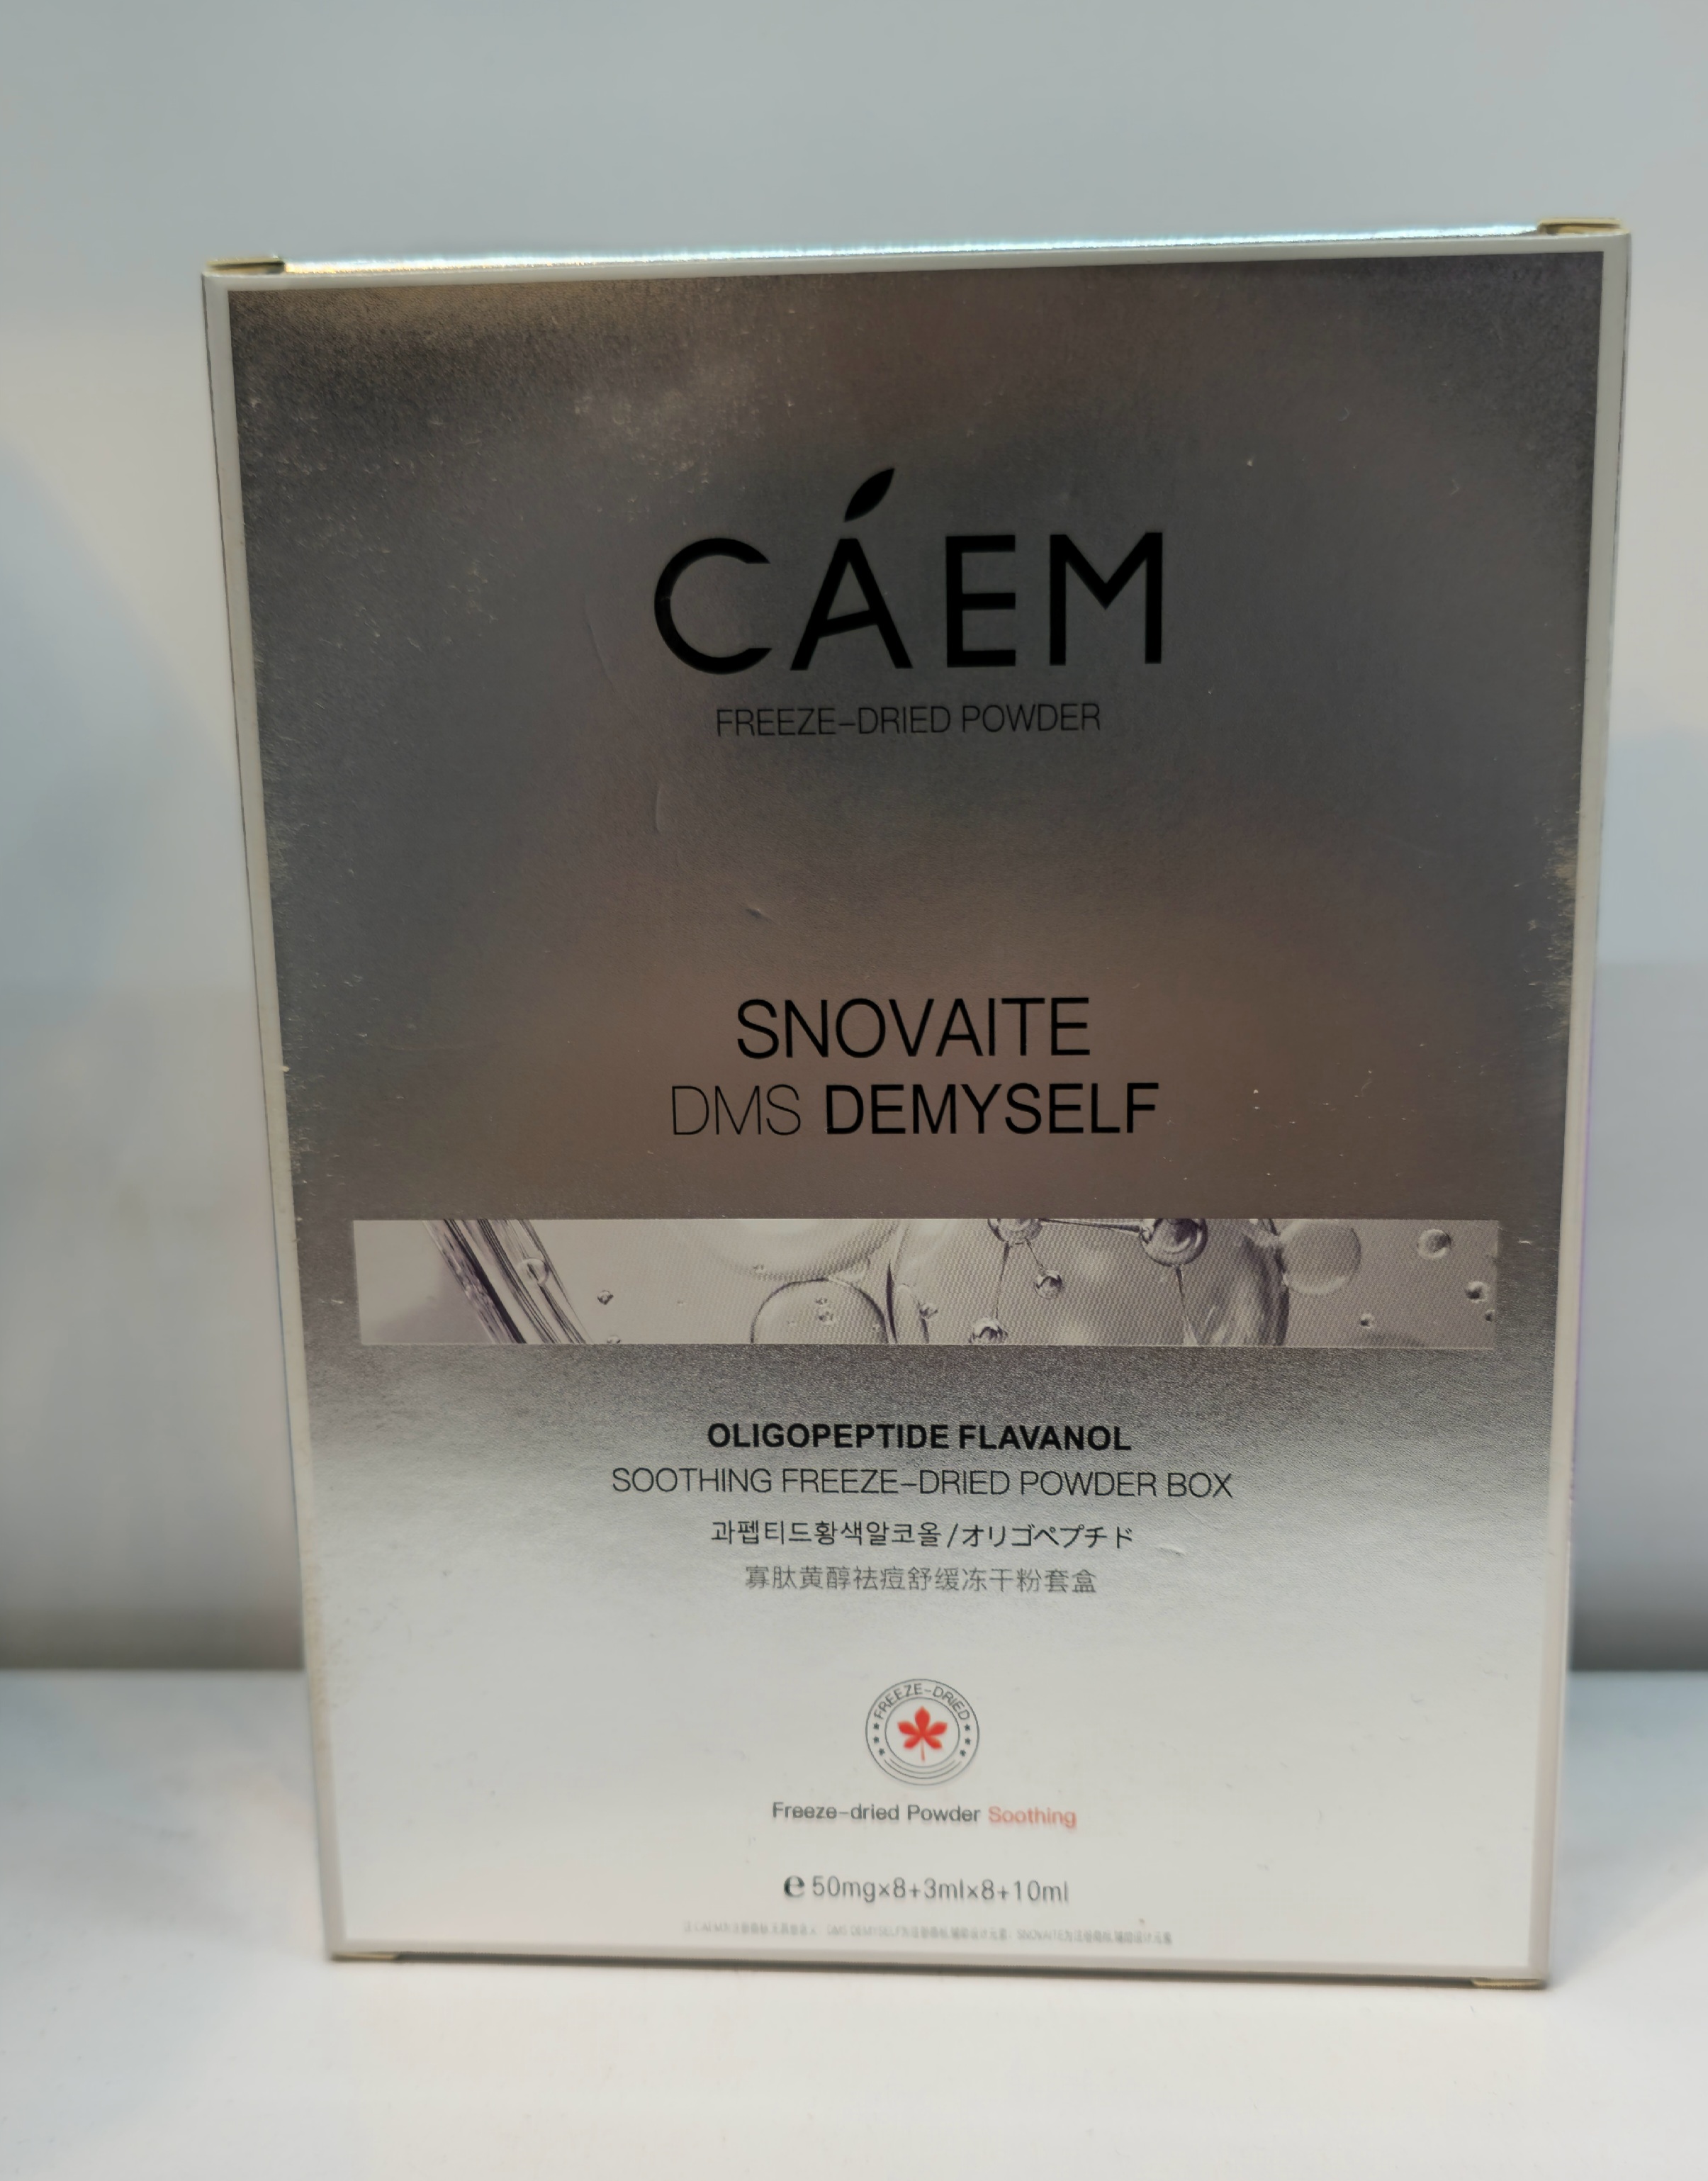 CÁEM
FREEZE-DRIED POWDER
SNOVAITE
DMS DEMYSELF
OLIGOPEPTIDE FLAVANOL
SOOTHING FREEZE-DRIED POWDER BOX
과펩티드황색알코올/オリゴペプチド
寡肽黄醇祛痘舒缓冻干粉套盒
FREEZE-DRIED
Freeze-dried Powder Soothing
℮ 50mg×8+3ml×8+10ml